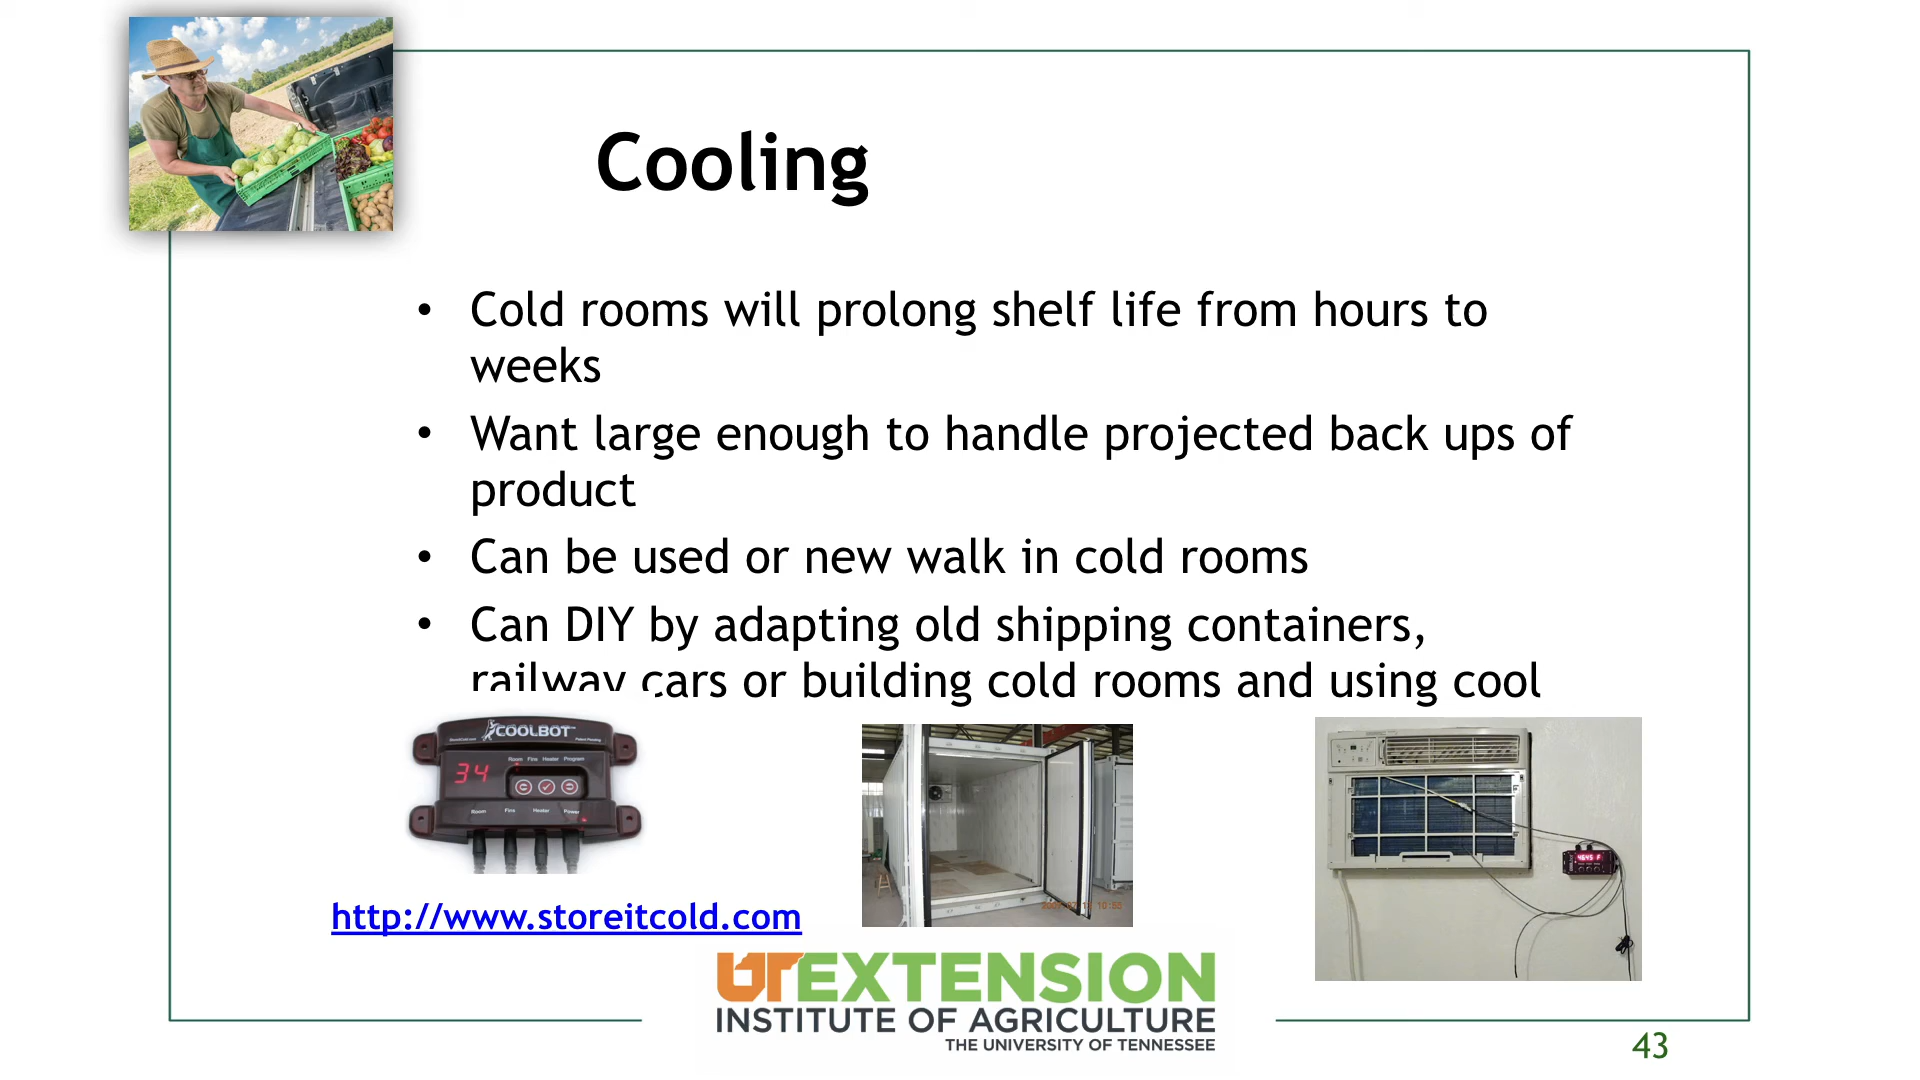 Cooling
• Cold rooms will prolong shelf life from hours to
weeks
• Want large enough to handle projected back ups of
product
• Can be used or new walk in cold rooms
• Can DIY by adapting old shipping containers,
railway cars or building cold rooms and using cool
COOLBOT
34
Room Fins Heater Program
Room Fins Heater Power
http://www.storeitcold.com
UT EXTENSION
INSTITUTE OF AGRICULTURE
THE UNIVERSITY OF TENNESSEE
43